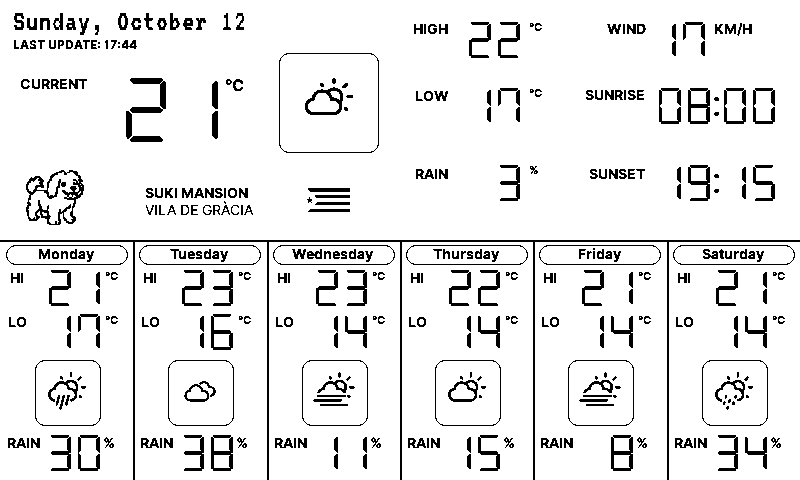 Sunday, October 12
LAST UPDATE: 17:44
CURRENT 21 °C
SUKI MANSION
VILA DE GRÀCIA
HIGH 22 °C
LOW 17 °C
RAIN 3 %
WIND 17 KM/H
SUNRISE 08:00
SUNSET 19:15
Monday
HI 21 °C
LO 17 °C
RAIN 30 %
Tuesday
HI 23 °C
LO 16 °C
RAIN 38 %
Wednesday
HI 23 °C
LO 14 °C
RAIN 11 %
Thursday
HI 22 °C
LO 14 °C
RAIN 15 %
Friday
HI 21 °C
LO 14 °C
RAIN 8 %
Saturday
HI 21 °C
LO 14 °C
RAIN 34 %